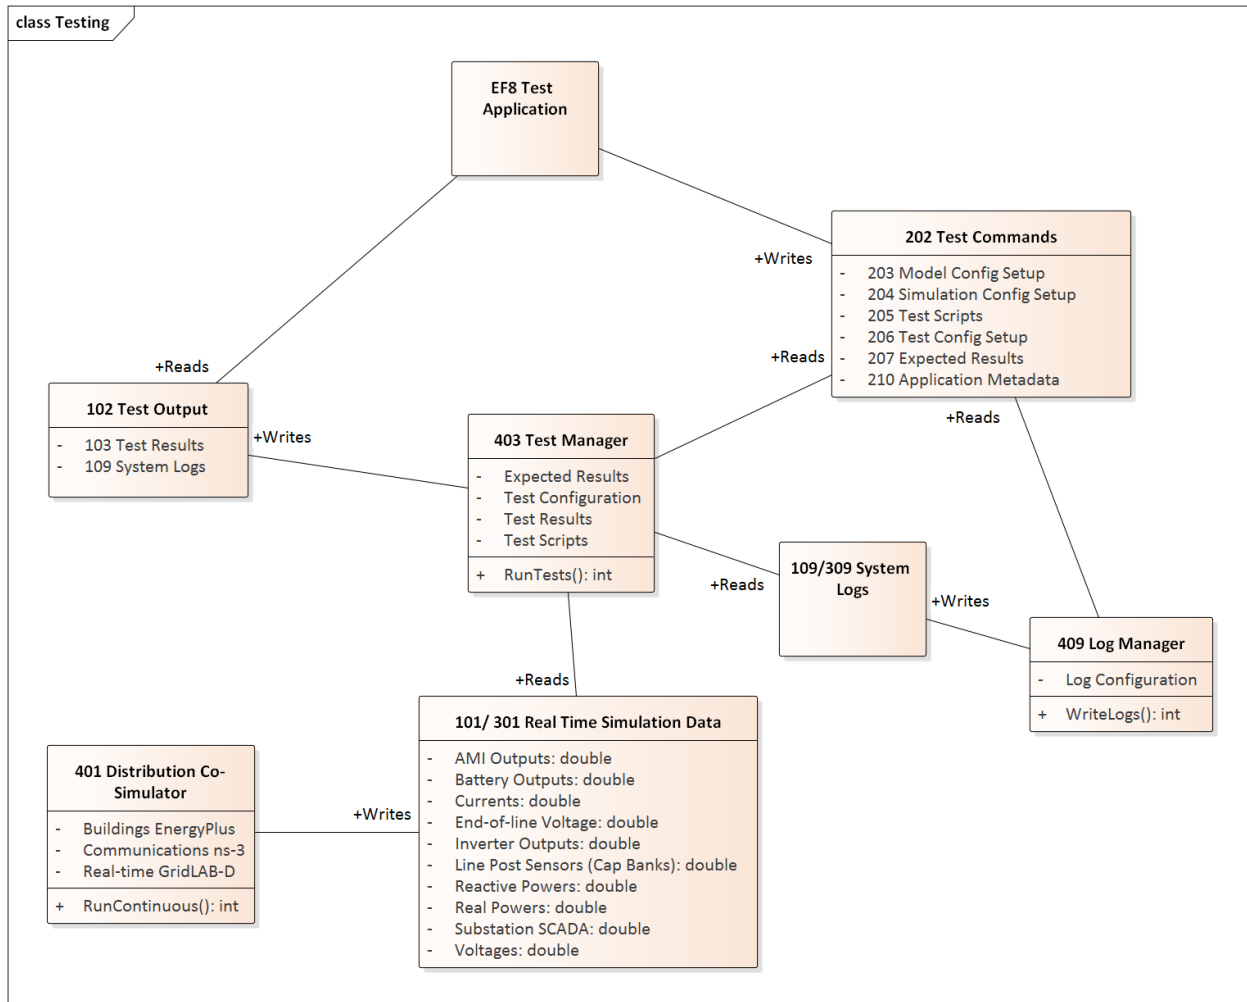 class Testing
EF8 Test
Application
+Writes
202 Test Commands
- 203 Model Config Setup
- 204 Simulation Config Setup
- 205 Test Scripts
- 206 Test Config Setup
- 207 Expected Results
- 210 Application Metadata
+Reads
+Reads
+Reads
102 Test Output
- 103 Test Results
- 109 System Logs
+Writes
403 Test Manager
- Expected Results
- Test Configuration
- Test Results
- Test Scripts
+ RunTests(): int
+Reads
109/309 System
Logs
+Writes
409 Log Manager
- Log Configuration
+ WriteLogs(): int
+Reads
101/ 301 Real Time Simulation Data
- AMI Outputs: double
- Battery Outputs: double
- Currents: double
- End-of-line Voltage: double
- Inverter Outputs: double
- Line Post Sensors (Cap Banks): double
- Reactive Powers: double
- Real Powers: double
- Substation SCADA: double
- Voltages: double
401 Distribution Co-
Simulator
- Buildings EnergyPlus
- Communications ns-3
- Real-time GridLAB-D
+ RunContinuous(): int
+Writes